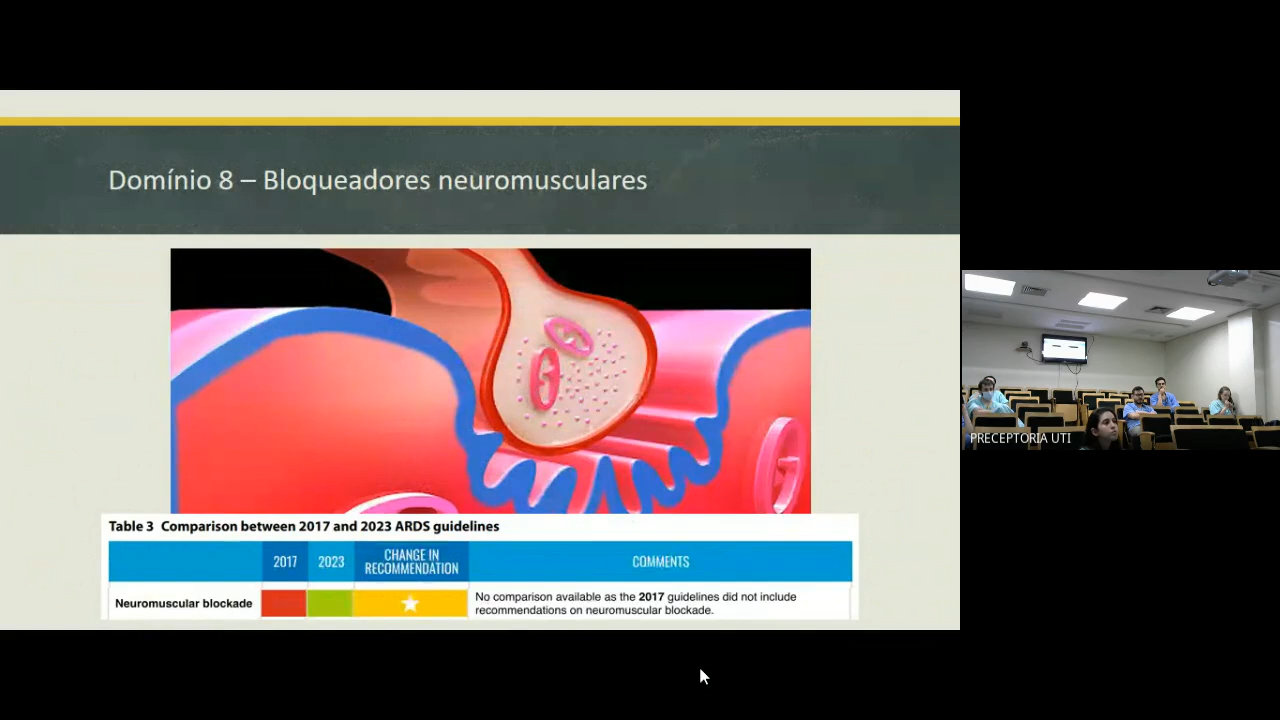 Domínio 8 – Bloqueadores neuromusculares
Table 3 Comparison between 2017 and 2023 ARDS guidelines
2017 2023 CHANGE IN RECOMMENDATION COMMENTS
Neuromuscular blockade
No comparison available as the 2017 guidelines did not include
recommendations on neuromuscular blockade.
PRECEPTORIA UTI